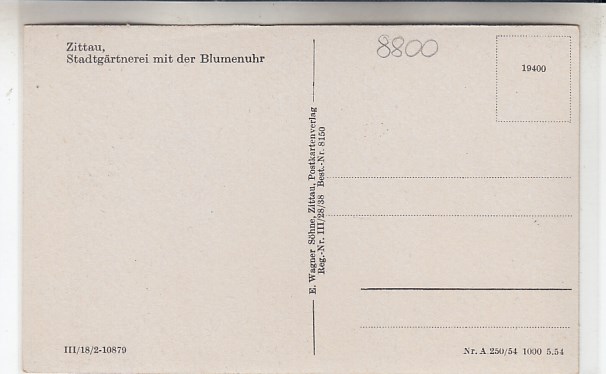 Zittau,
Stadtgärtnerei mit der Blumenuhr
8800
19400
E. Wagner Söhne, Zittau, Postkartenverlag
Reg.-Nr. III/28/38 Best.-Nr. 8150
III/18/2-10879
Nr. A 250/54 1000 5.54